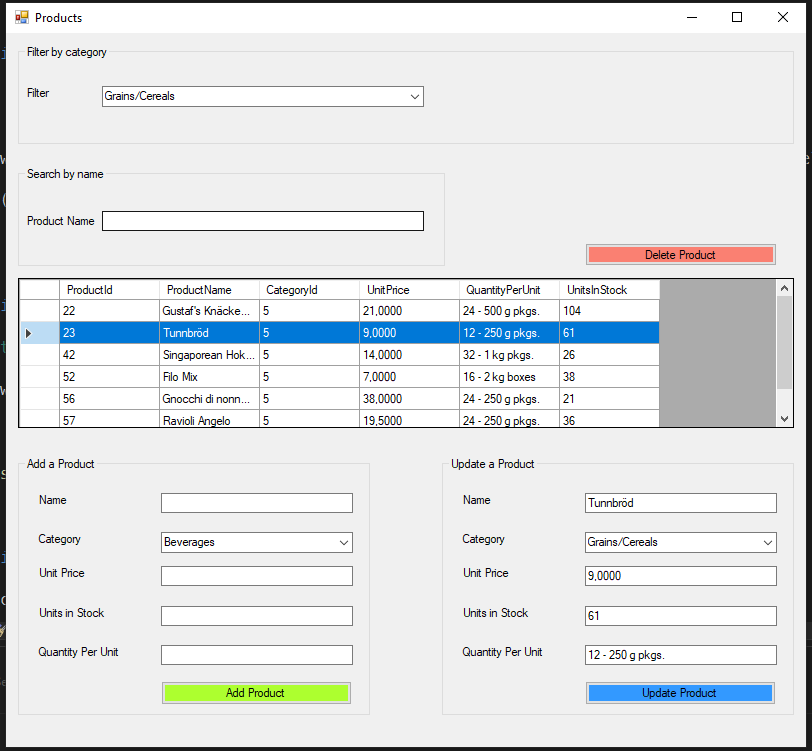 Products
Filter by category
Filter Grains/Cereals
Search by name
Product Name
Delete Product
ProductId ProductName CategoryId UnitPrice QuantityPerUnit UnitsInStock
22 Gustaf's Knäcke... 5 21,0000 24 - 500 g pkgs. 104
23 Tunnbröd 5 9,0000 12 - 250 g pkgs. 61
42 Singaporean Hok... 5 14,0000 32 - 1 kg pkgs. 26
52 Filo Mix 5 7,0000 16 - 2 kg boxes 38
56 Gnocchi di nonn... 5 38,0000 24 - 250 g pkgs. 21
57 Ravioli Angelo 5 19,5000 24 - 250 g pkgs. 36
Add a Product
Name
Category Beverages
Unit Price
Units in Stock
Quantity Per Unit
Add Product
Update a Product
Name Tunnbröd
Category Grains/Cereals
Unit Price 9,0000
Units in Stock 61
Quantity Per Unit 12 - 250 g pkgs.
Update Product